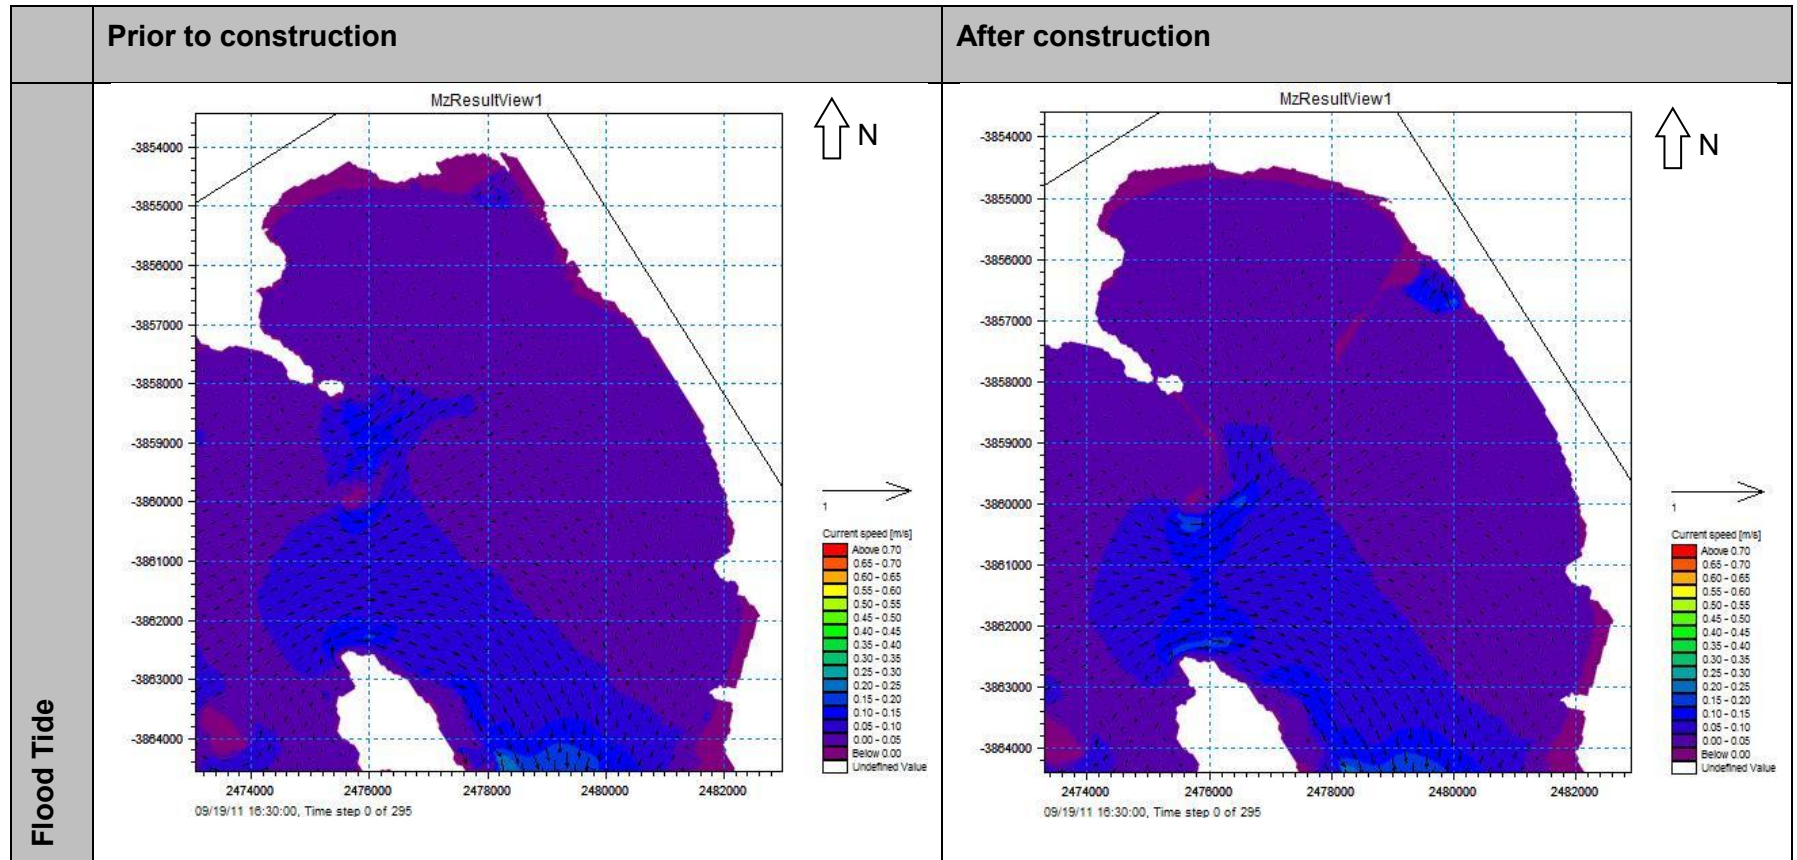 Prior to construction
After construction
Flood Tide
MzResultView1
N
-3854000
-3855000
-3856000
-3857000
-3858000
-3859000
-3860000
-3861000
-3862000
-3863000
-3864000
2474000 2476000 2478000 2480000 2482000
09/19/11 16:30:00, Time step 0 of 295
1
Current speed [m/s]
Above 0.70
0.65 - 0.70
0.60 - 0.65
0.55 - 0.60
0.50 - 0.55
0.45 - 0.50
0.40 - 0.45
0.35 - 0.40
0.30 - 0.35
0.25 - 0.30
0.20 - 0.25
0.15 - 0.20
0.10 - 0.15
0.05 - 0.10
0.00 - 0.05
Below 0.00
Undefined Value
MzResultView1
N
-3854000
-3855000
-3856000
-3857000
-3858000
-3859000
-3860000
-3861000
-3862000
-3863000
-3864000
2474000 2476000 2478000 2480000 2482000
09/19/11 16:30:00, Time step 0 of 295
1
Current speed [m/s]
Above 0.70
0.65 - 0.70
0.60 - 0.65
0.55 - 0.60
0.50 - 0.55
0.45 - 0.50
0.40 - 0.45
0.35 - 0.40
0.30 - 0.35
0.25 - 0.30
0.20 - 0.25
0.15 - 0.20
0.10 - 0.15
0.05 - 0.10
0.00 - 0.05
Below 0.00
Undefined Value